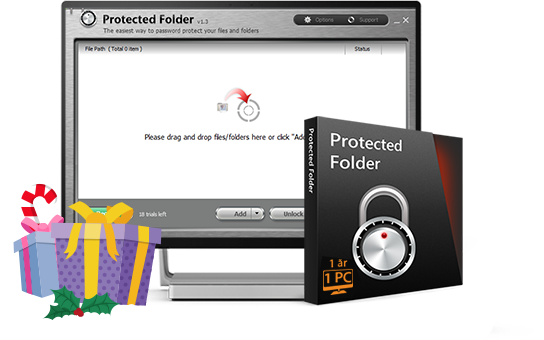 Protected Folder v1.3
Options
Support
The easiest way to password protect your files and folders
File Path ( Total 0 item )
Status
Please drag and drop files/folders here or click "Add
18 trials left
Add
Unlock
Protected Folder
Protected
Folder
1 år
1 PC